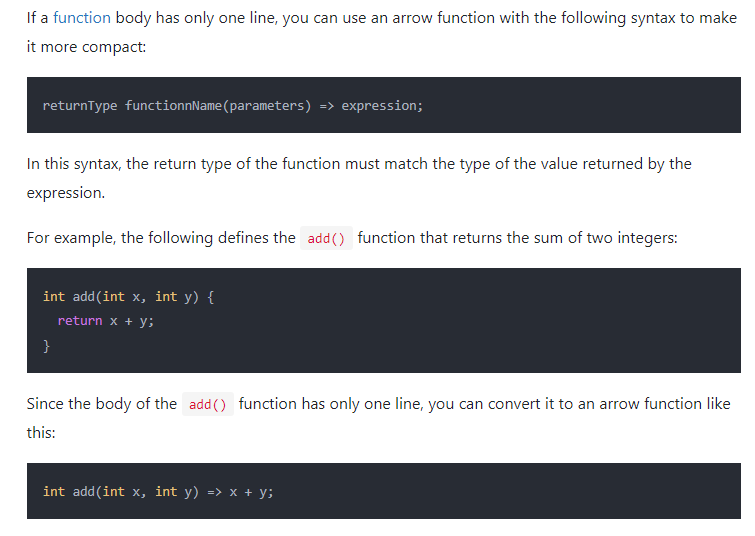 If a function body has only one line, you can use an arrow function with the following syntax to make
it more compact:
returnType functionnName(parameters) => expression;
In this syntax, the return type of the function must match the type of the value returned by the
expression.
For example, the following defines the add() function that returns the sum of two integers:
int add(int x, int y) {
  return x + y;
}
Since the body of the add() function has only one line, you can convert it to an arrow function like
this:
int add(int x, int y) => x + y;